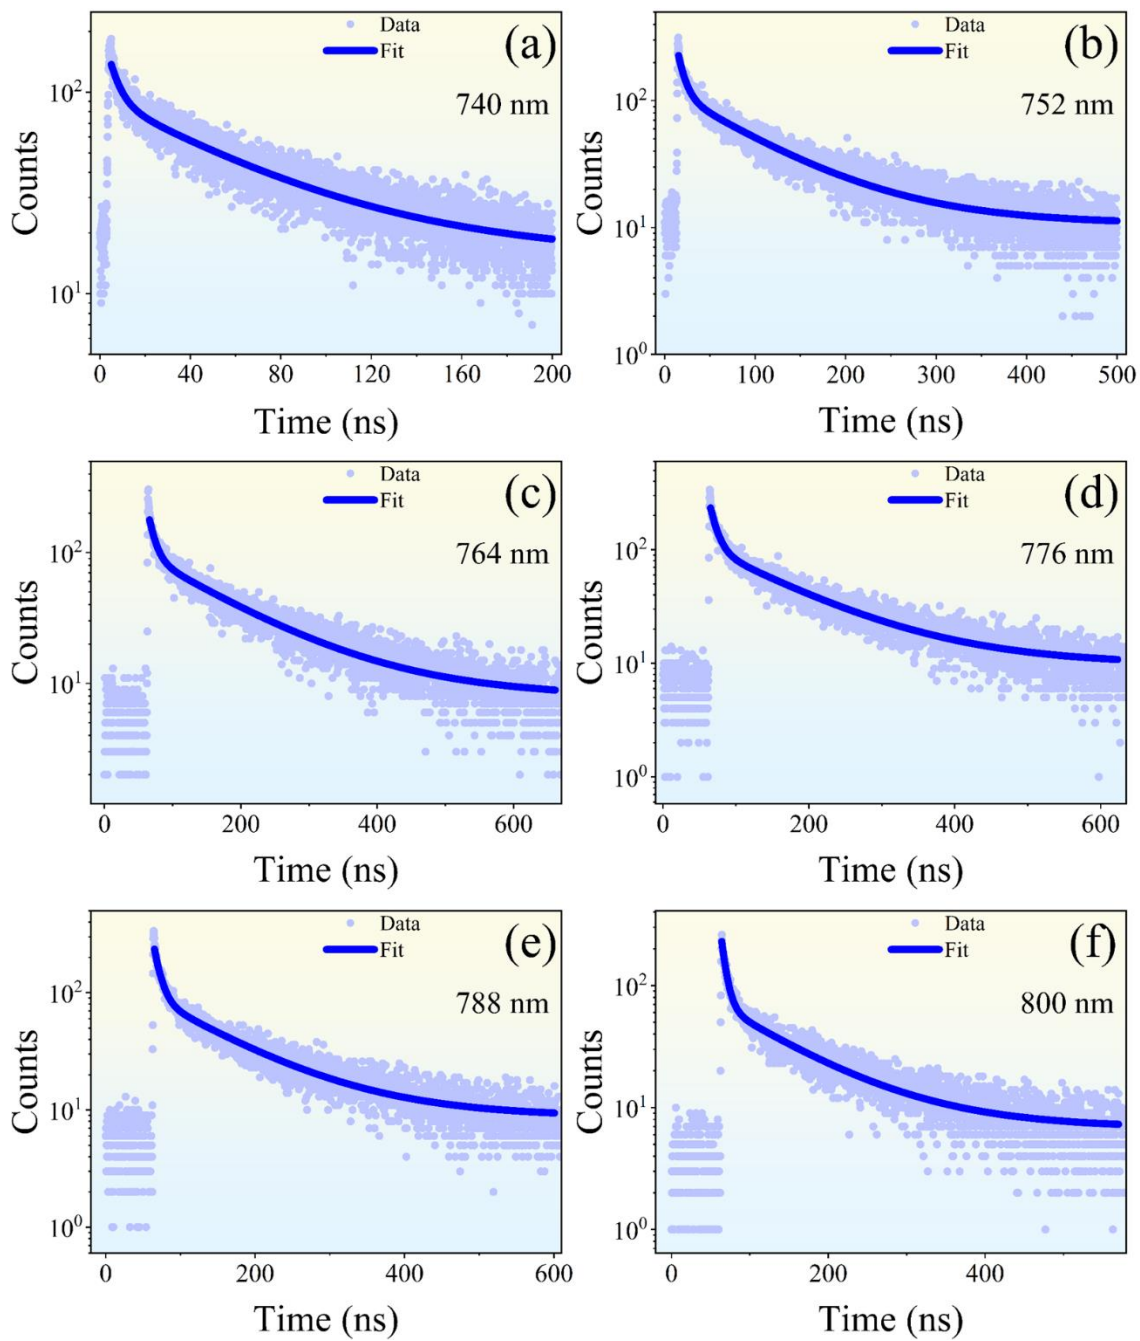 Data
Fit
(a)
740 nm
10²
10¹
Counts
0 40 80 120 160 200
Time (ns)
Data
Fit
(b)
752 nm
10²
10¹
10⁰
Counts
0 100 200 300 400 500
Time (ns)
Data
Fit
(c)
764 nm
10²
10¹
Counts
0 200 400 600
Time (ns)
Data
Fit
(d)
776 nm
10²
10¹
10⁰
Counts
0 200 400 600
Time (ns)
Data
Fit
(e)
788 nm
10²
10¹
10⁰
Counts
0 100 200 300 400 500 600
Time (ns)
Data
Fit
(f)
800 nm
10²
10¹
10⁰
Counts
0 200 400
Time (ns)